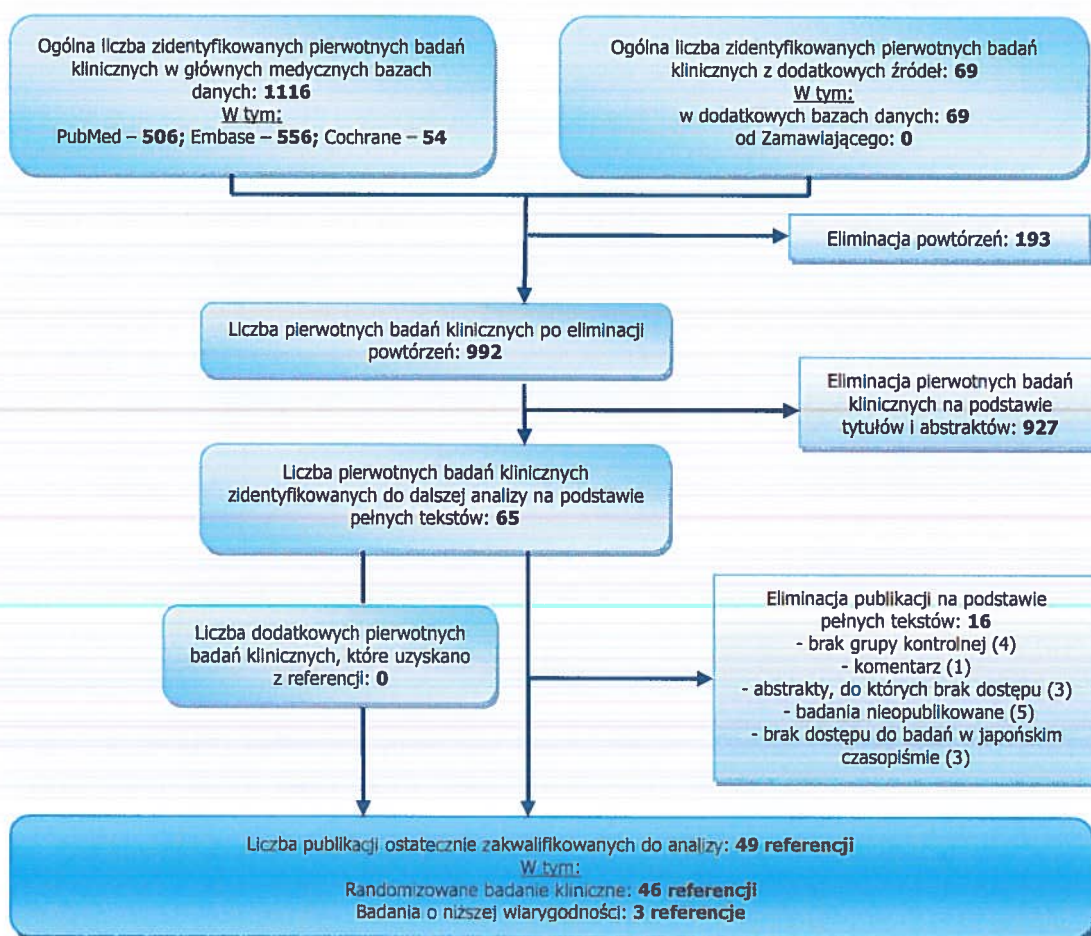 Ogólna liczba zidentyfikowanych pierwotnych badań
klinicznych w głównych medycznych bazach
danych: 1116
W tym:
PubMed – 506; Embase – 556; Cochrane – 54
Ogólna liczba zidentyfikowanych pierwotnych badań
klinicznych z dodatkowych źródeł: 69
W tym:
w dodatkowych bazach danych: 69
od Zamawiającego: 0
Eliminacja powtórzeń: 193
Liczba pierwotnych badań klinicznych po eliminacji
powtórzeń: 992
Eliminacja pierwotnych badań
klinicznych na podstawie
tytułów i abstraktów: 927
Liczba pierwotnych badań klinicznych
zidentyfikowanych do dalszej analizy na podstawie
pełnych tekstów: 65
Liczba dodatkowych pierwotnych
badań klinicznych, które uzyskano
z referencji: 0
Eliminacja publikacji na podstawie
pełnych tekstów: 16
- brak grupy kontrolnej (4)
- komentarz (1)
- abstrakty, do których brak dostępu (3)
- badania nieopublikowane (5)
- brak dostępu do badań w japońskim
czasopiśmie (3)
Liczba publikacji ostatecznie zakwalifikowanych do analizy: 49 referencji
W tym:
Randomizowane badanie kliniczne: 46 referencji
Badania o niższej wiarygodności: 3 referencje